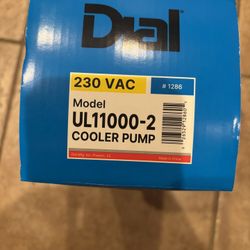 Dial
230 VAC
# 1286
Model
UL11000-2
COOLER PUMP